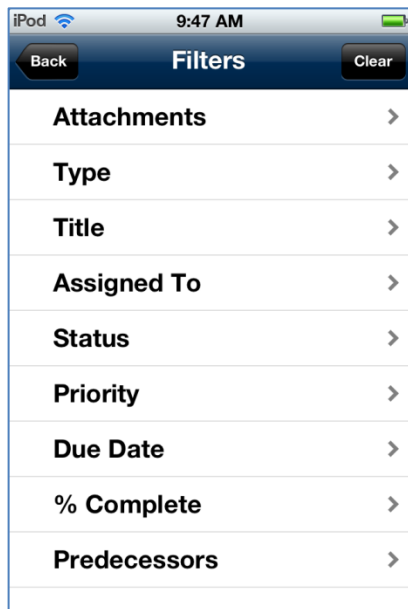 iPod 9:47 AM
Back Filters Clear
Attachments
Type
Title
Assigned To
Status
Priority
Due Date
% Complete
Predecessors